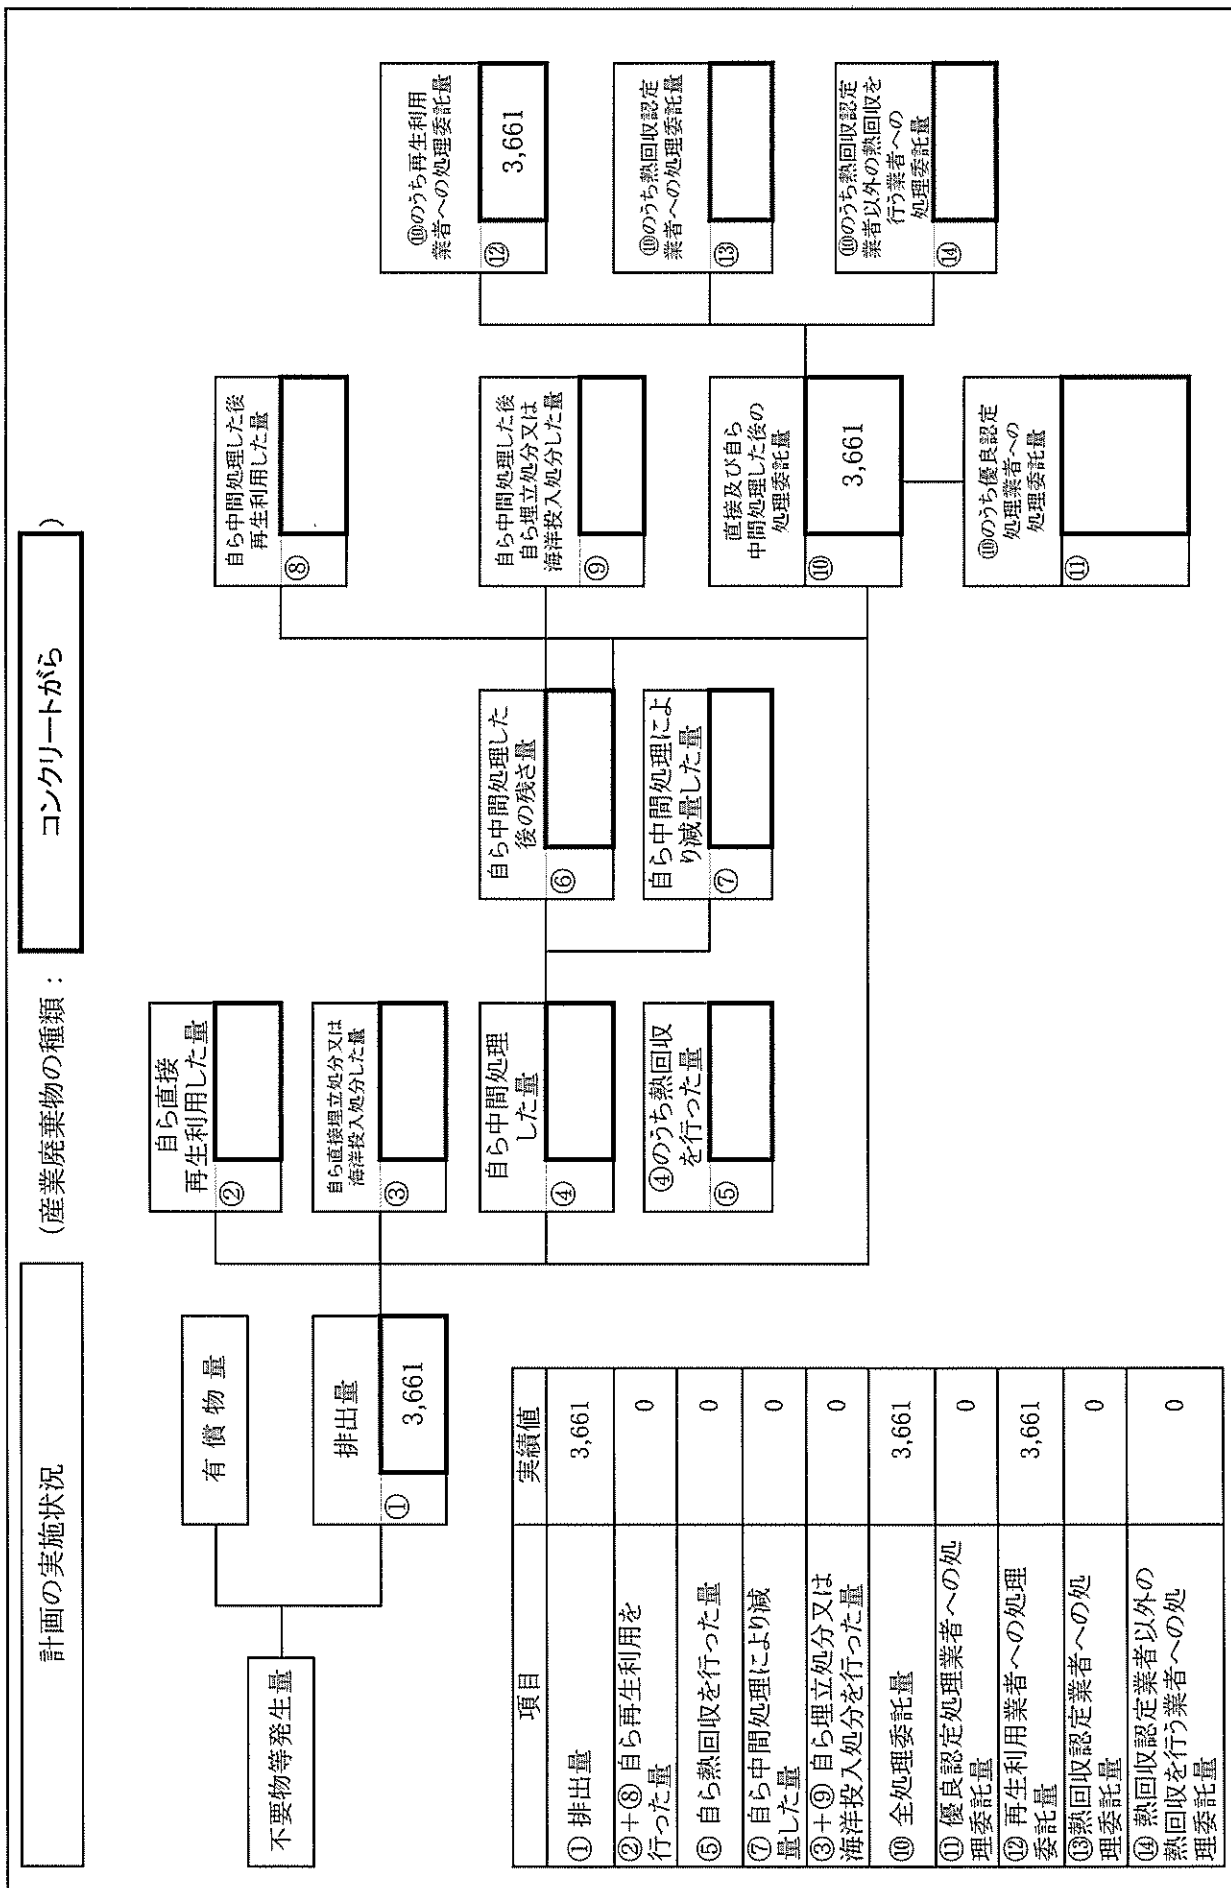 計画の実施状況
(産業廃棄物の種類：
コンクリートがら
)
不要物等発生量
有償物量
排出量
①
3,661
自ら直接
再生利用した量
②
自ら直接埋立処分又は
海洋投入処分した量
③
自ら中間処理
した量
④
④のうち熱回収
を行った量
⑤
自ら中間処理した
後の残さ量
⑥
自ら中間処理によ
り減量した量
⑦
自ら中間処理した後
再生利用した量
⑧
自ら中間処理した後
自ら埋立処分又は
海洋投入処分した量
⑨
直接及び自ら
中間処理した後の
処理委託量
⑩
3,661
⑩のうち優良認定
処理業者への
処理委託量
⑪
⑩のうち再生利用
業者への処理委託量
⑫
3,661
⑩のうち熱回収認定
業者への処理委託量
⑬
⑩のうち熱回収認定
業者以外の熱回収を
行う業者への
処理委託量
⑭
項目 実績値
① 排出量 3,661
②+⑧ 自ら再生利用を
行った量 0
⑤ 自ら熱回収を行った量 0
⑦ 自ら中間処理により減
量した量 0
③+⑨ 自ら埋立処分又は
海洋投入処分を行った量 0
⑩ 全処理委託量 3,661
⑪ 優良認定処理業者への処
理委託量 0
⑫ 再生利用業者への処理
委託量 3,661
⑬熱回収認定業者への処
理委託量 0
⑭ 熱回収認定業者以外の
熱回収を行う業者への処
理委託量 0